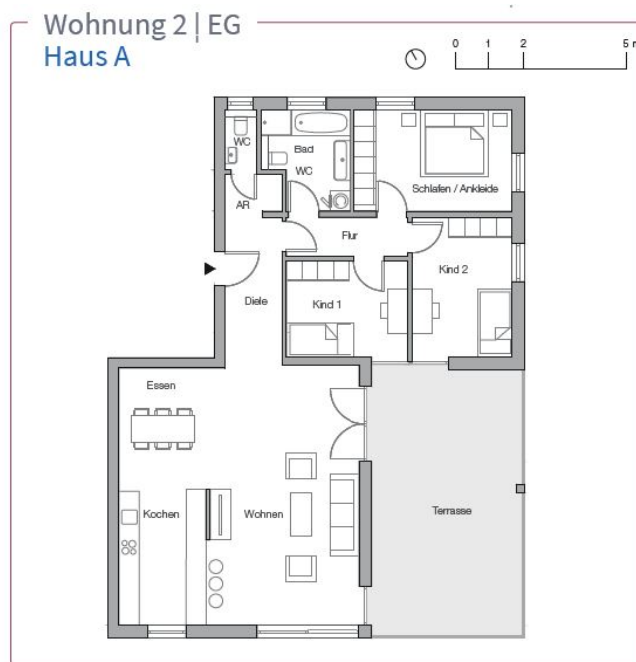 Wohnung 2 | EG
Haus A
0 1 2 5 m
WC
Bad
WC
Schlafen / Ankleide
AR
Flur
Kind 2
Diele
Kind 1
Essen
Kochen
Wohnen
Terrasse